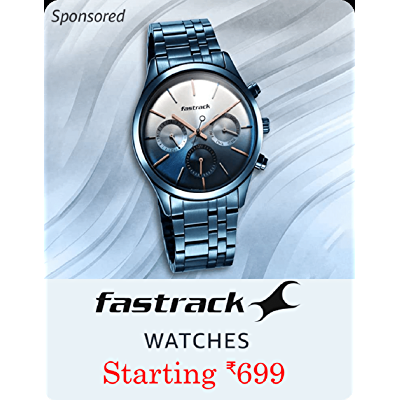 Sponsored
fastrack
fastrack
WATCHES
Starting ₹699